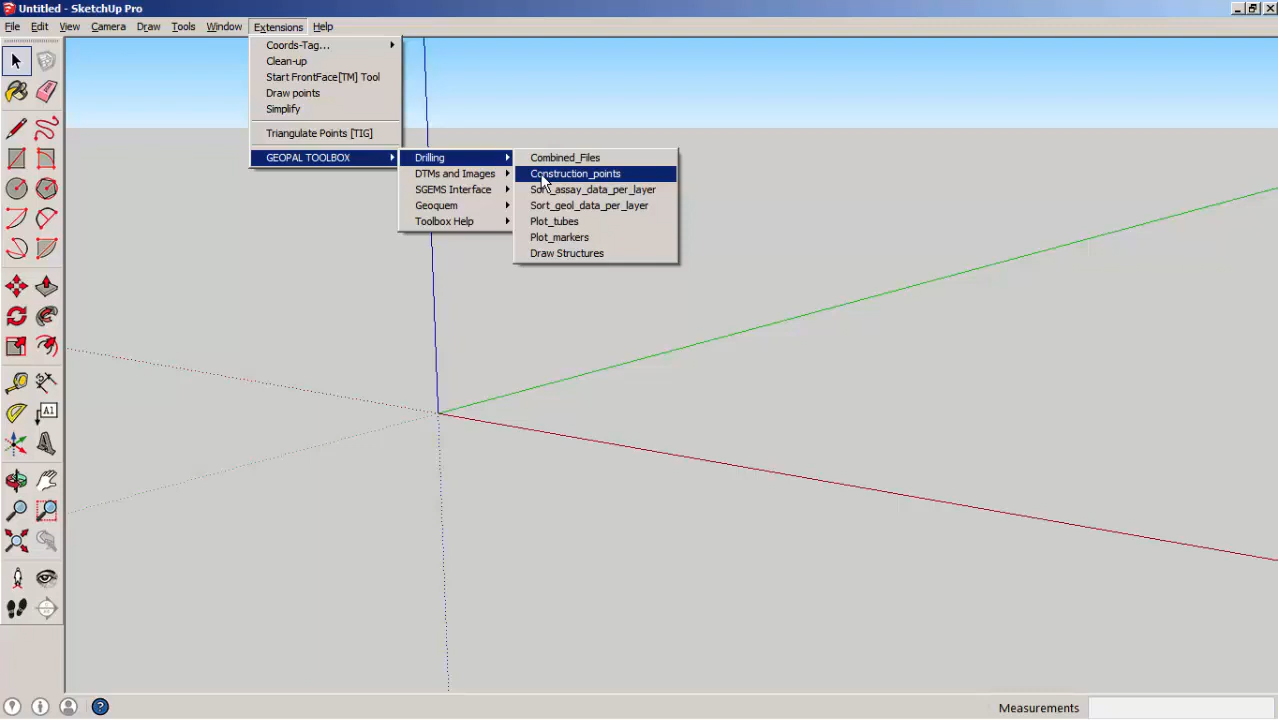 Untitled - SketchUp Pro
File Edit View Camera Draw Tools Window Extensions Help
Coords-Tag...
Clean-up
Start FrontFace[TM] Tool
Draw points
Simplify
Triangulate Points [TIG]
GEOPAL TOOLBOX
Drilling
DTMs and Images
SGEMS Interface
Geoquem
Toolbox Help
Combined_Files
Construction_points
Sort_assay_data_per_layer
Sort_geol_data_per_layer
Plot_tubes
Plot_markers
Draw Structures
A1
Measurements